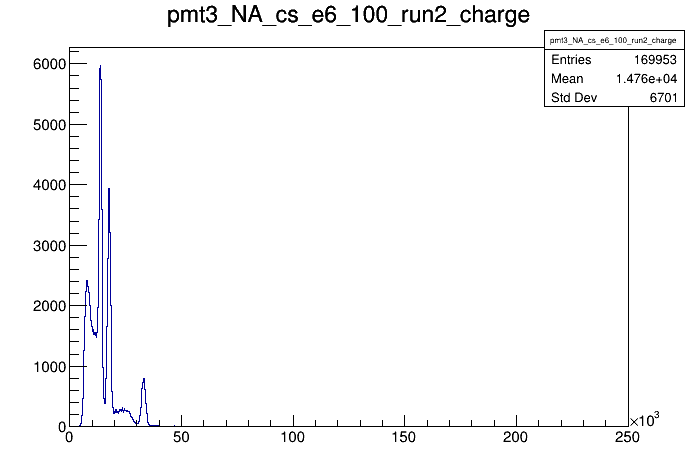 pmt3_NA_cs_e6_100_run2_charge
pmt3_NA_cs_e6_100_run2_charge
Entries 169953
Mean 1.476e+04
Std Dev 6701
6000
5000
4000
3000
2000
1000
0
0 50 100 150 200 250
×10³